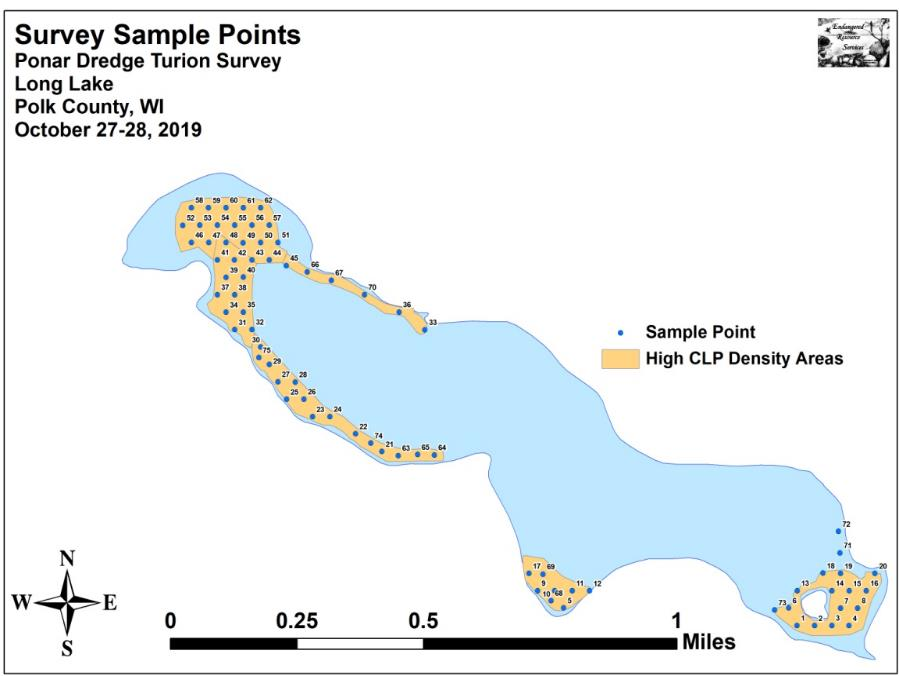 Survey Sample Points
Ponar Dredge Turion Survey
Long Lake
Polk County, WI
October 27-28, 2019
Endangered
Resource
Services
58 59 60 61 62
52 53 54 55 56 57
46 47 48 49 50 51
41 42 43 44 45
66
67
39 40
37 38
70
34 35
36
31 32
33
30
75
29
27 28
25 26
23 24
22
74
21 63 65 64
Sample Point
High CLP Density Areas
72
71
17 69
9 11 12
10 68
5
18 19 20
13 14 15 16
73 6 7 8
1 2 3 4
N
W E
S
0 0.25 0.5 1
Miles